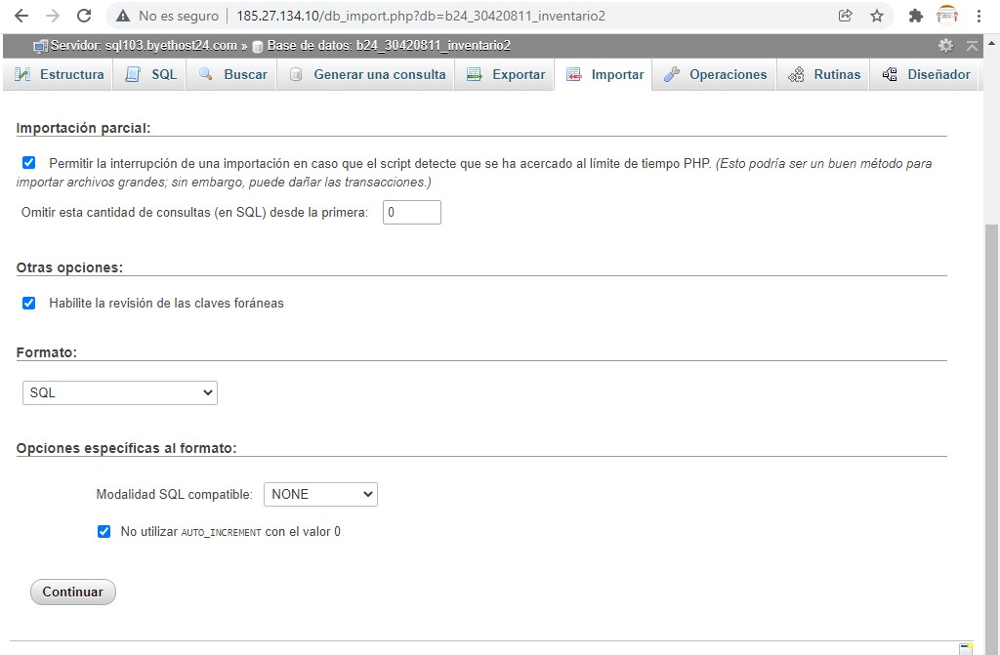 No es seguro | 185.27.134.10/db_import.php?db=b24_30420811_inventario2
Servidor: sql103.byethost24.com » Base de datos: b24_30420811_inventario2
Estructura SQL Buscar Generar una consulta Exportar Importar Operaciones Rutinas Diseñador
Importación parcial:
Permitir la interrupción de una importación en caso que el script detecte que se ha acercado al límite de tiempo PHP. (Esto podría ser un buen método para
importar archivos grandes; sin embargo, puede dañar las transacciones.)
Omitir esta cantidad de consultas (en SQL) desde la primera: 0
Otras opciones:
Habilite la revisión de las claves foráneas
Formato:
SQL
Opciones específicas al formato:
Modalidad SQL compatible: NONE
No utilizar AUTO_INCREMENT con el valor 0
Continuar